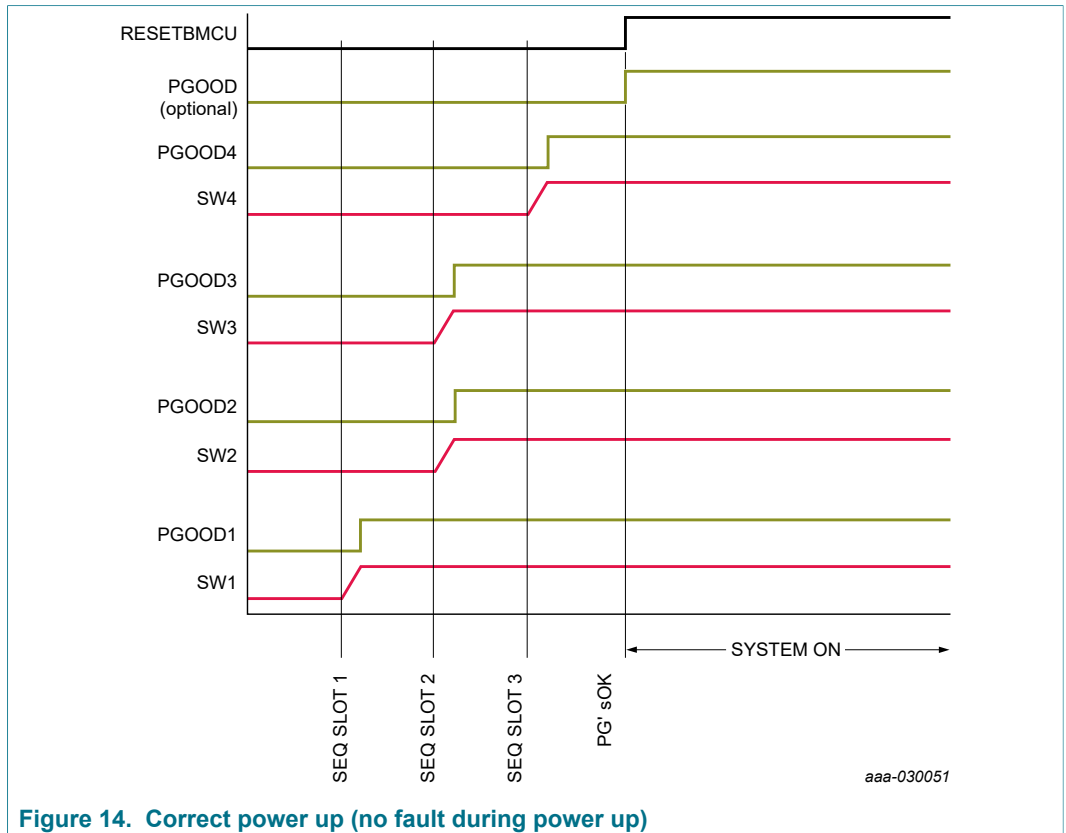 RESETBMCU
PGOOD
(optional)
PGOOD4
SW4
PGOOD3
SW3
PGOOD2
SW2
PGOOD1
SW1
SYSTEM ON
SEQ SLOT 1
SEQ SLOT 2
SEQ SLOT 3
PG' sOK
aaa-030051
Figure 14. Correct power up (no fault during power up)